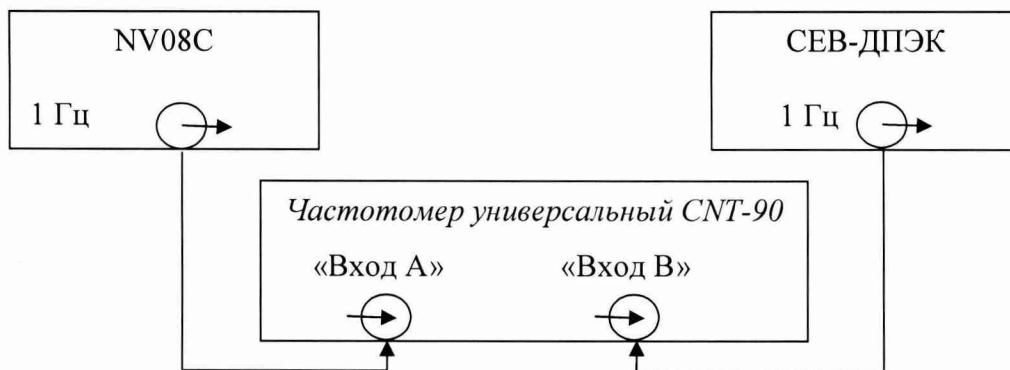 NV08C
СЕВ-ДПЭК
1 Гц
1 Гц
Частотомер универсальный CNT-90
«Вход А»
«Вход В»